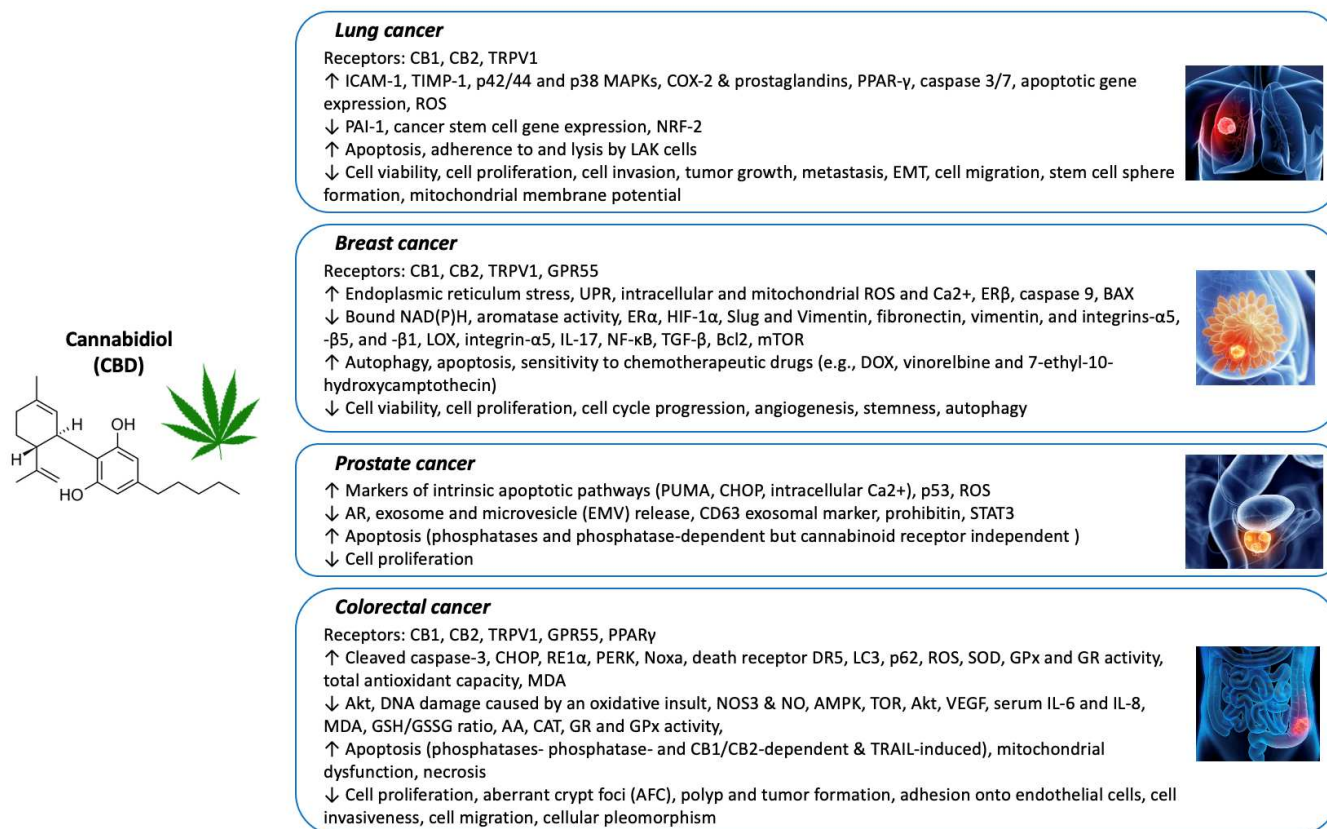 Lung cancer
Receptors: CB1, CB2, TRPV1
↑ ICAM-1, TIMP-1, p42/44 and p38 MAPKs, COX-2 & prostaglandins, PPAR-γ, caspase 3/7, apoptotic gene
expression, ROS
↓ PAI-1, cancer stem cell gene expression, NRF-2
↑ Apoptosis, adherence to and lysis by LAK cells
↓ Cell viability, cell proliferation, cell invasion, tumor growth, metastasis, EMT, cell migration, stem cell sphere
formation, mitochondrial membrane potential
Breast cancer
Receptors: CB1, CB2, TRPV1, GPR55
↑ Endoplasmic reticulum stress, UPR, intracellular and mitochondrial ROS and Ca2+, ERβ, caspase 9, BAX
↓ Bound NAD(P)H, aromatase activity, ERα, HIF-1α, Slug and Vimentin, fibronectin, vimentin, and integrins-α5,
-β5, and -β1, LOX, integrin-α5, IL-17, NF-κB, TGF-β, Bcl2, mTOR
↑ Autophagy, apoptosis, sensitivity to chemotherapeutic drugs (e.g., DOX, vinorelbine and 7-ethyl-10-
hydroxycamptothecin)
↓ Cell viability, cell proliferation, cell cycle progression, angiogenesis, stemness, autophagy
Cannabidiol
(CBD)
H
OH
H
HO
Prostate cancer
↑ Markers of intrinsic apoptotic pathways (PUMA, CHOP, intracellular Ca2+), p53, ROS
↓ AR, exosome and microvesicle (EMV) release, CD63 exosomal marker, prohibitin, STAT3
↑ Apoptosis (phosphatases and phosphatase-dependent but cannabinoid receptor independent )
↓ Cell proliferation
Colorectal cancer
Receptors: CB1, CB2, TRPV1, GPR55, PPARγ
↑ Cleaved caspase-3, CHOP, RE1α, PERK, Noxa, death receptor DR5, LC3, p62, ROS, SOD, GPx and GR activity,
total antioxidant capacity, MDA
↓ Akt, DNA damage caused by an oxidative insult, NOS3 & NO, AMPK, TOR, Akt, VEGF, serum IL-6 and IL-8,
MDA, GSH/GSSG ratio, AA, CAT, GR and GPx activity,
↑ Apoptosis (phosphatases- phosphatase- and CB1/CB2-dependent & TRAIL-induced), mitochondrial
dysfunction, necrosis
↓ Cell proliferation, aberrant crypt foci (AFC), polyp and tumor formation, adhesion onto endothelial cells, cell
invasiveness, cell migration, cellular pleomorphism